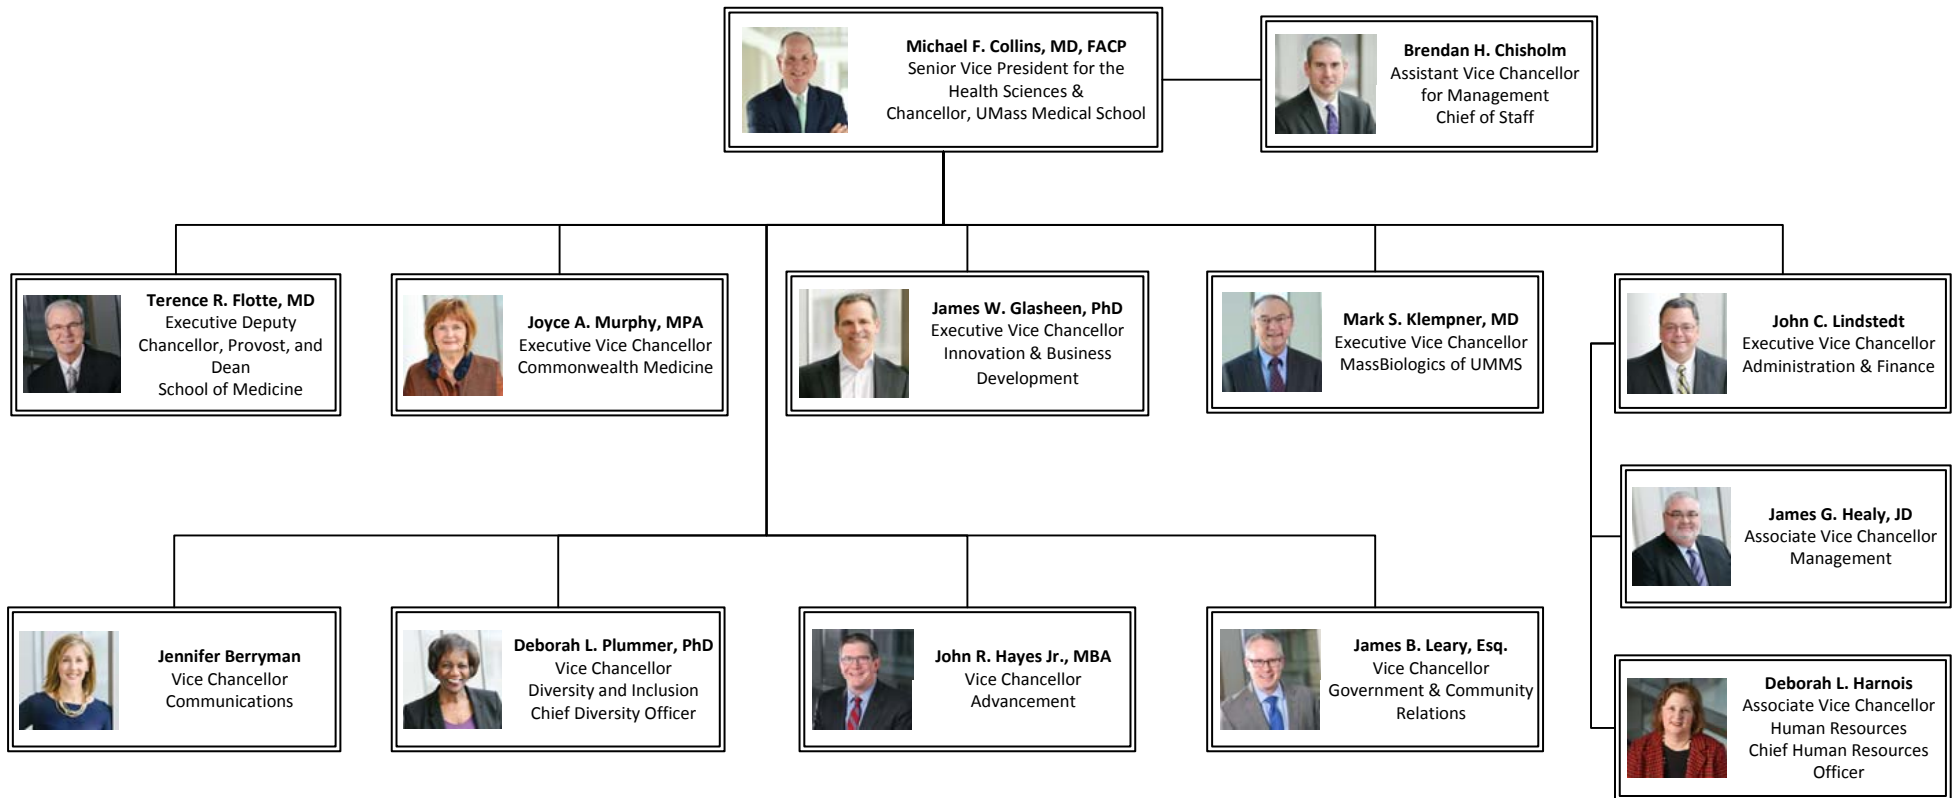 Michael F. Collins, MD, FACP
Senior Vice President for the
Health Sciences &
Chancellor, UMass Medical School
Brendan H. Chisholm
Assistant Vice Chancellor
for Management
Chief of Staff
Terence R. Flotte, MD
Executive Deputy
Chancellor, Provost, and
Dean
School of Medicine
Joyce A. Murphy, MPA
Executive Vice Chancellor
Commonwealth Medicine
James W. Glasheen, PhD
Executive Vice Chancellor
Innovation & Business
Development
Mark S. Klempner, MD
Executive Vice Chancellor
MassBiologics of UMMS
John C. Lindstedt
Executive Vice Chancellor
Administration & Finance
James G. Healy, JD
Associate Vice Chancellor
Management
Jennifer Berryman
Vice Chancellor
Communications
Deborah L. Plummer, PhD
Vice Chancellor
Diversity and Inclusion
Chief Diversity Officer
John R. Hayes Jr., MBA
Vice Chancellor
Advancement
James B. Leary, Esq.
Vice Chancellor
Government & Community
Relations
Deborah L. Harnois
Associate Vice Chancellor
Human Resources
Chief Human Resources
Officer